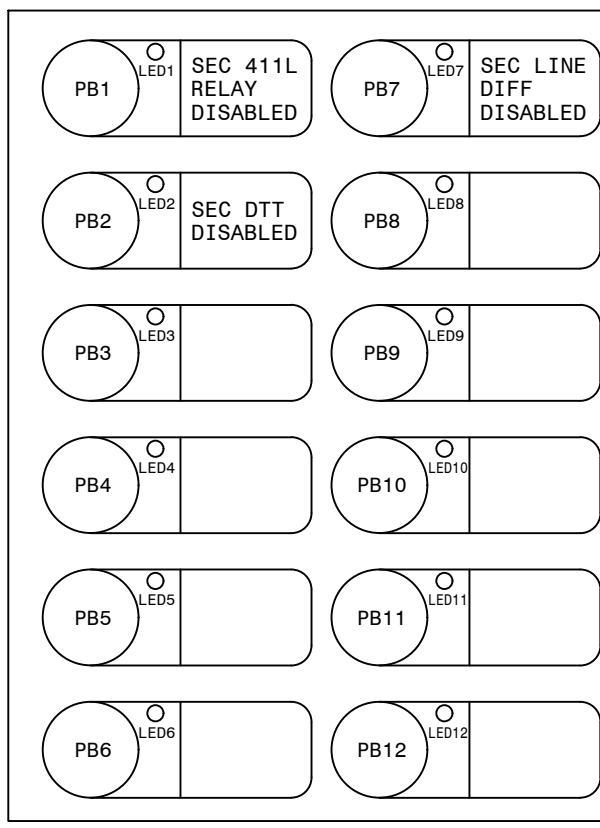 PB1
LED1
SEC 411L
RELAY
DISABLED
PB7
LED7
SEC LINE
DIFF
DISABLED
PB2
LED2
SEC DTT
DISABLED
PB8
LED8
PB3
LED3
PB9
LED9
PB4
LED4
PB10
LED10
PB5
LED5
PB11
LED11
PB6
LED6
PB12
LED12